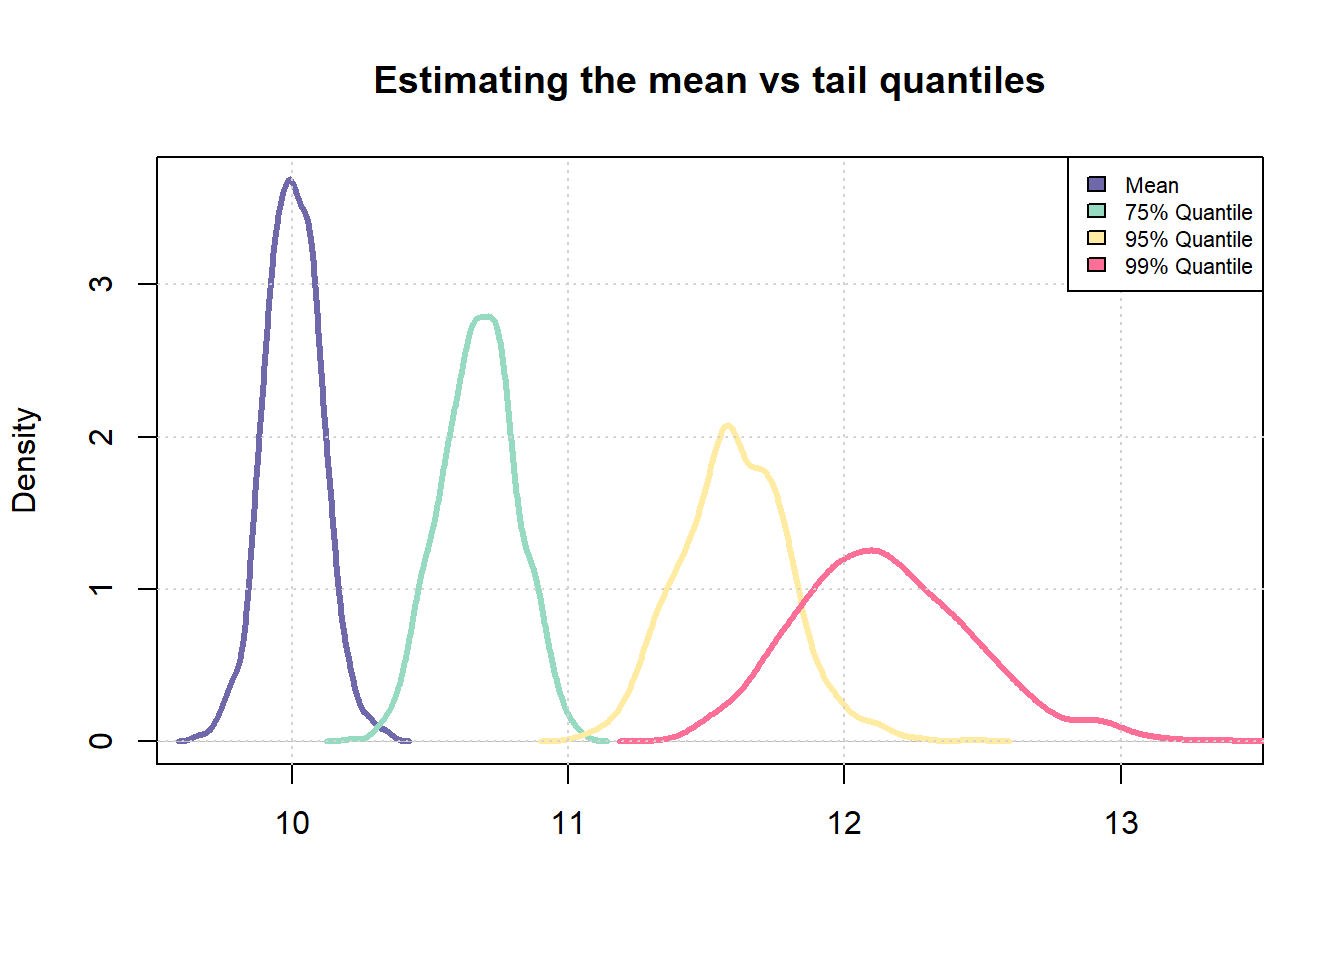 Estimating the mean vs tail quantiles
Mean
75% Quantile
95% Quantile
99% Quantile
Density
3
2
1
0
10 11 12 13